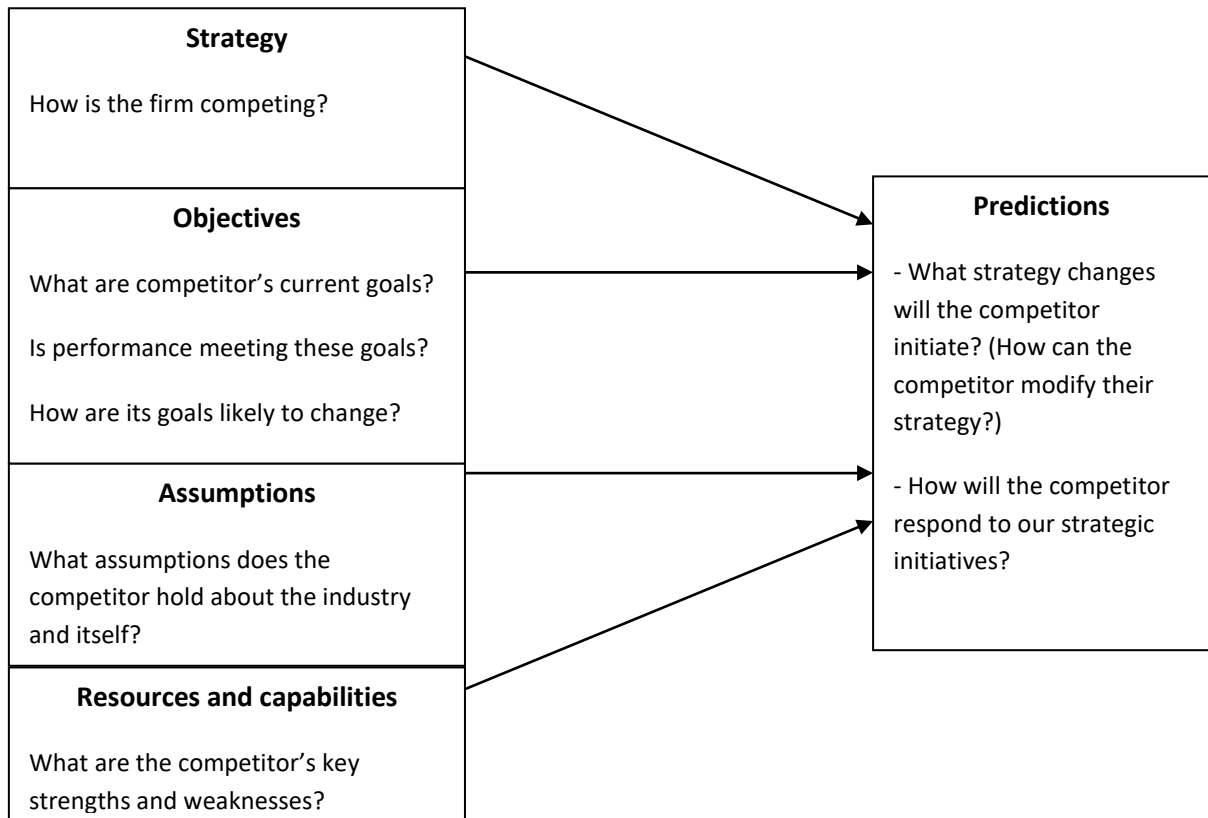 Strategy
How is the firm competing?
Objectives
What are competitor’s current goals?
Is performance meeting these goals?
How are its goals likely to change?
Assumptions
What assumptions does the
competitor hold about the industry
and itself?
Resources and capabilities
What are the competitor’s key
strengths and weaknesses?
Predictions
- What strategy changes
will the competitor
initiate? (How can the
competitor modify their
strategy?)
- How will the competitor
respond to our strategic
initiatives?